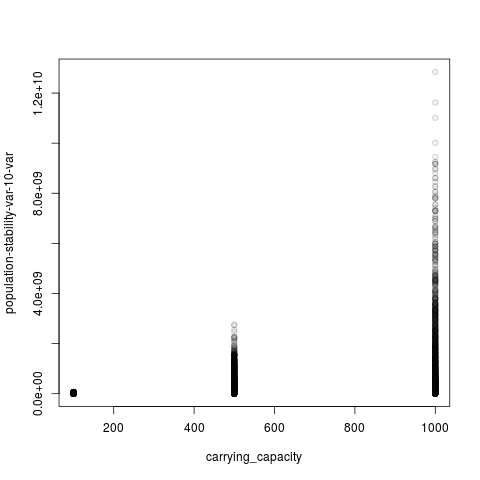 population-stability-var-10-var
1.2e+10
8.0e+09
4.0e+09
0.0e+00
200
400
600
800
1000
carrying_capacity